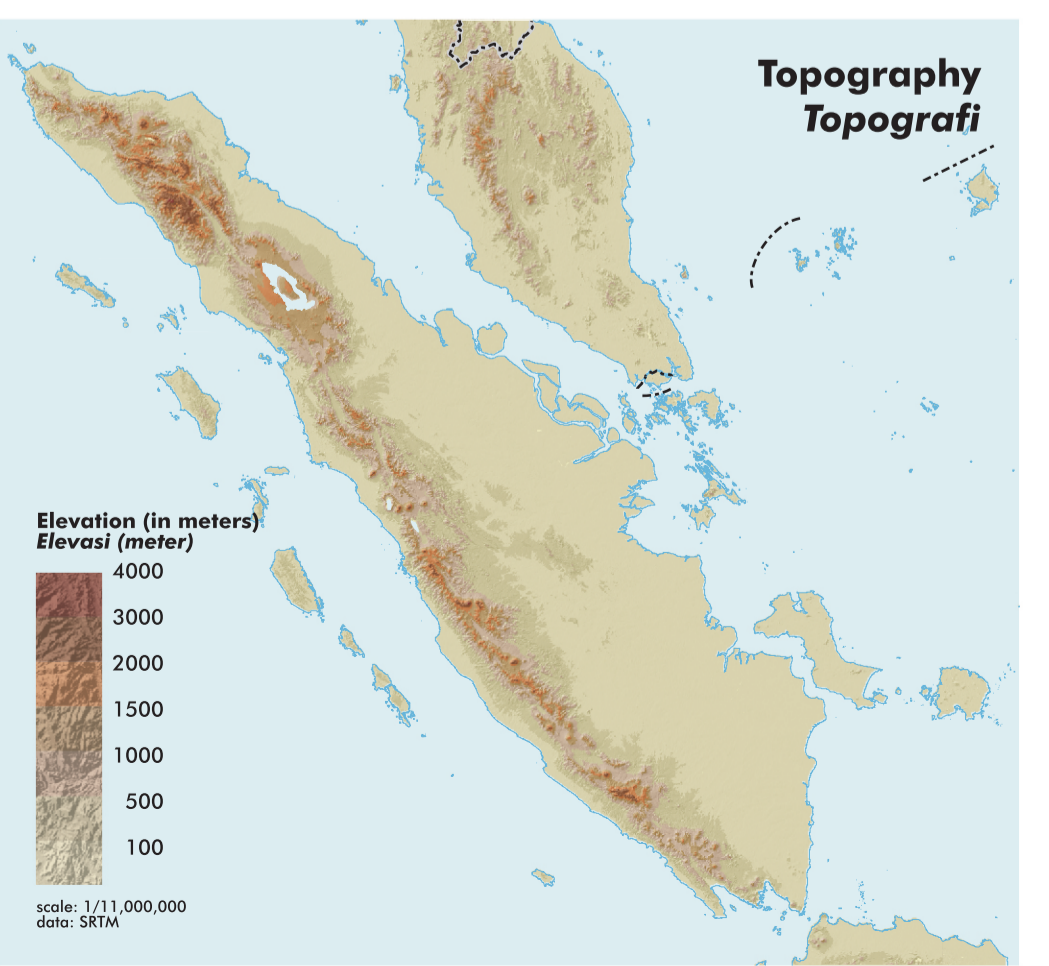 Topography
Topografi
Elevation (in meters)
Elevasi (meter)
4000
3000
2000
1500
1000
500
100
scale: 1/11,000,000
data: SRTM